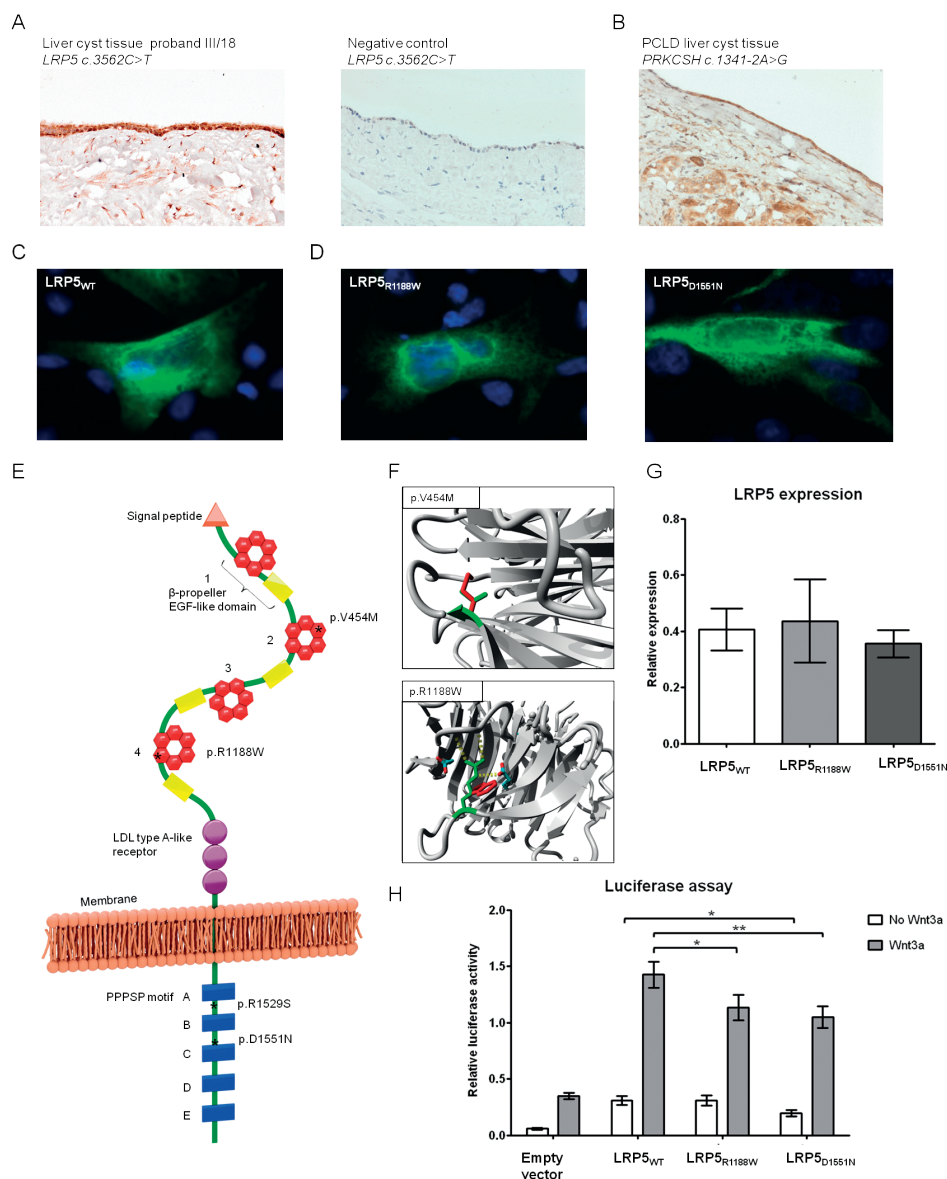 A
Liver cyst tissue proband III/18
LRP5 c.3562C>T
Negative control
LRP5 c.3562C>T
B
PCLD liver cyst tissue
PRKCSH c.1341-2A>G
C
LRP5WT
D
LRP5R1188W
LRP5D1551N
E
Signal peptide
1
β-propeller
EGF-like domain
p.V454M
*
2
3
4
*
p.R1188W
LDL type A-like
receptor
Membrane
PPPSP motif
A
*
p.R1529S
B
*
p.D1551N
C
D
E
F
p.V454M
p.R1188W
G
LRP5 expression
Relative expression
0.8
0.6
0.4
0.2
0.0
LRP5WT
LRP5R1188W
LRP5D1551N
H
Luciferase assay
Relative luciferase activity
2.0
1.5
1.0
0.5
0.0
*
**
*
No Wnt3a
Wnt3a
Empty
vector
LRP5WT
LRP5R1188W
LRP5D1551N